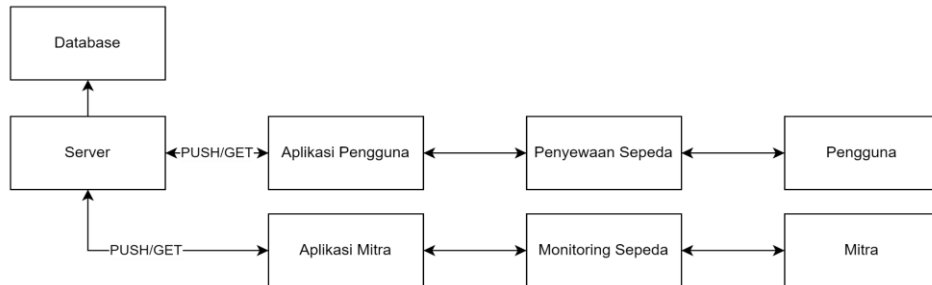 Database
Server
PUSH/GET
Aplikasi Pengguna
Penyewaan Sepeda
Pengguna
PUSH/GET
Aplikasi Mitra
Monitoring Sepeda
Mitra